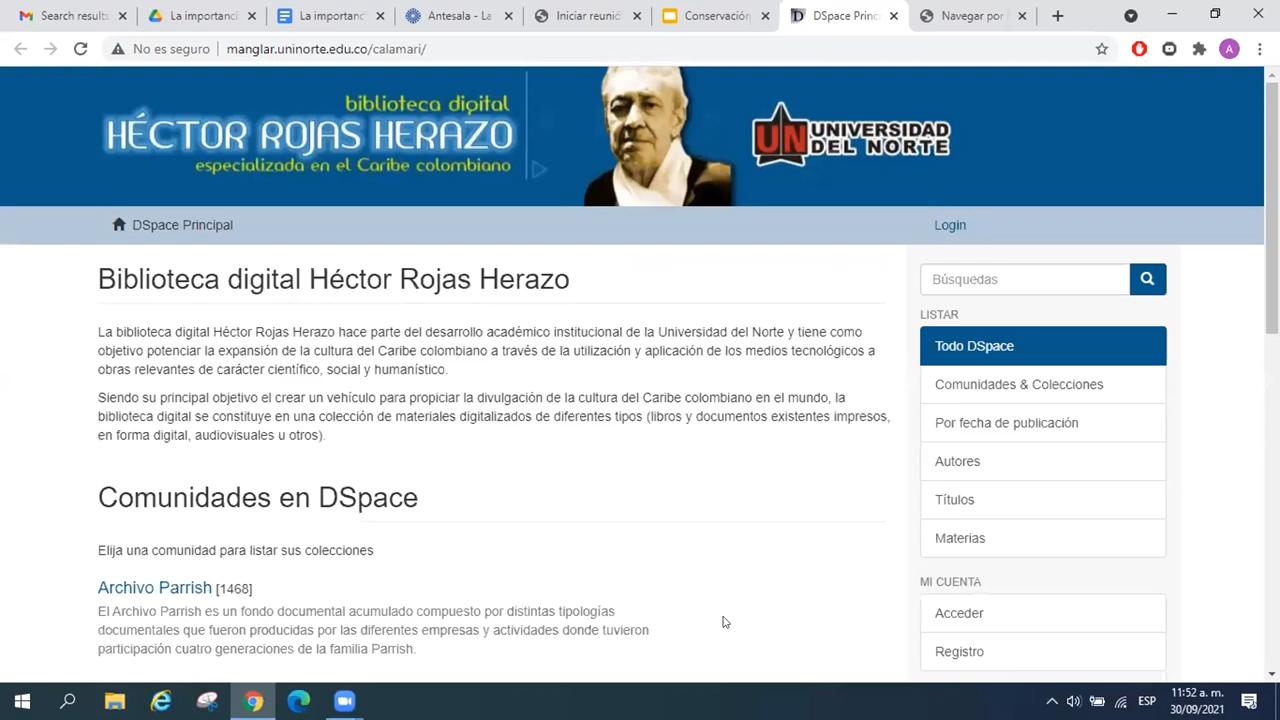 Search results
La importanci
La importanc
Antesala - La
Iniciar reunió
Conservación
DSpace Princ
Navegar por
No es seguro
manglar.uninorte.edu.co/calamari/
A
biblioteca digital
HÉCTOR ROJAS HERAZO
especializada en el Caribe colombiano
UN UNIVERSIDAD
DEL NORTE
DSpace Principal
Login
Biblioteca digital Héctor Rojas Herazo
La biblioteca digital Héctor Rojas Herazo hace parte del desarrollo académico institucional de la Universidad del Norte y tiene como
objetivo potenciar la expansión de la cultura del Caribe colombiano a través de la utilización y aplicación de los medios tecnológicos a
obras relevantes de carácter científico, social y humanístico.
Siendo su principal objetivo el crear un vehículo para propiciar la divulgación de la cultura del Caribe colombiano en el mundo, la
biblioteca digital se constituye en una colección de materiales digitalizados de diferentes tipos (libros y documentos existentes impresos,
en forma digital, audiovisuales u otros).
Comunidades en DSpace
Elija una comunidad para listar sus colecciones
Archivo Parrish [1468]
El Archivo Parrish es un fondo documental acumulado compuesto por distintas tipologías
documentales que fueron producidas por las diferentes empresas y actividades donde tuvieron
participación cuatro generaciones de la familia Parrish.
Búsquedas
LISTAR
Todo DSpace
Comunidades & Colecciones
Por fecha de publicación
Autores
Títulos
Materias
MI CUENTA
Acceder
Registro
ESP
11:52 a. m.
30/09/2021